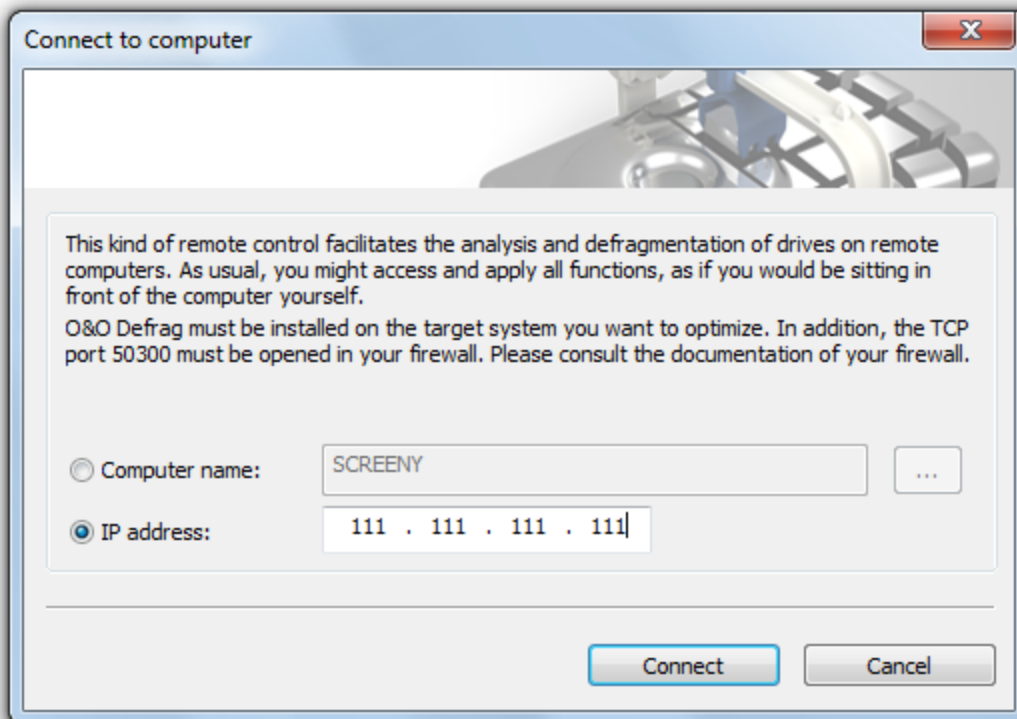 Connect to computer
This kind of remote control facilitates the analysis and defragmentation of drives on remote
computers. As usual, you might access and apply all functions, as if you would be sitting in
front of the computer yourself.
O&O Defrag must be installed on the target system you want to optimize. In addition, the TCP
port 50300 must be opened in your firewall. Please consult the documentation of your firewall.
Computer name: SCREENY ...
IP address: 111 . 111 . 111 . 111
Connect Cancel